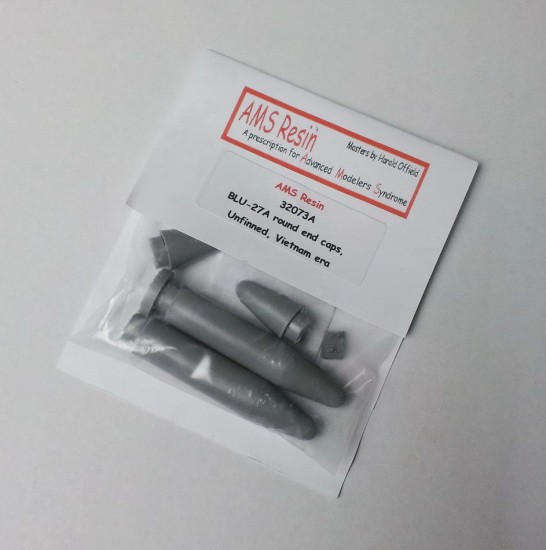 AMS Resin
Masters by Harold Offield
A prescription for Advanced Modelers Syndrome
AMS Resin
32073A
BLU-27A round end caps,
Unfinned, Vietnam era